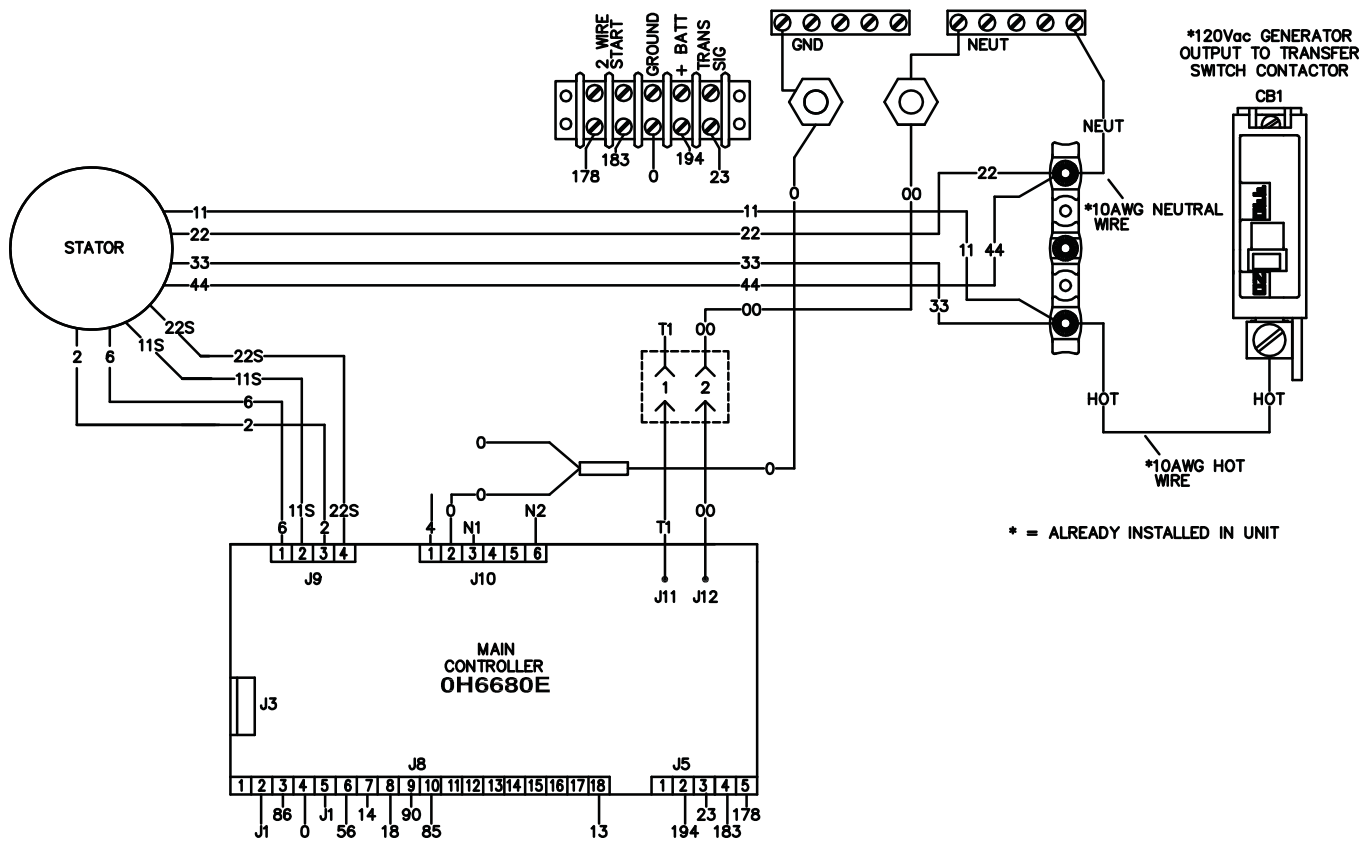 2 WIRE
START
GROUND
+ BATT
TRANS
SIG
178
183
0
194
23
GND
NEUT
*120Vac GENERATOR
OUTPUT TO TRANSFER
SWITCH CONTACTOR
CB1
NEUT
*10AWG NEUTRAL
WIRE
STATOR
11
22
33
44
11
22
33
44
0
00
22
11
44
33
00
HOT
HOT
*10AWG HOT
WIRE
* = ALREADY INSTALLED IN UNIT
2
6
11S
22S
22S
11S
6
2
T1
00
1
2
0
0
0
6
11S
2
22S
4
0
N1
N2
T1
00
1 2 3 4
J9
1 2 3 4 5 6
J10
J11
J12
MAIN
CONTROLLER
0H6680E
J3
J8
J5
1 2 3 4 5 6 7 8 9 10 11 12 13 14 15 16 17 18
1 2 3 4 5
86
J1
14
90
23
178
J1
0
56
18
85
13
194
183